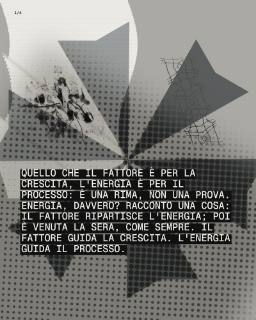 1/4
QUELLO CHE IL FATTORE È PER LA
CRESCITA, L'ENERGIA È PER IL
PROCESSO: È UNA RIMA, NON UNA PROVA.
ENERGIA, DAVVERO? RACCONTO UNA COSA:
IL FATTORE RIPARTISCE L'ENERGIA; POI
È VENUTA LA SERA, COME SEMPRE. IL
FATTORE GUIDA LA CRESCITA. L'ENERGIA
GUIDA IL PROCESSO.